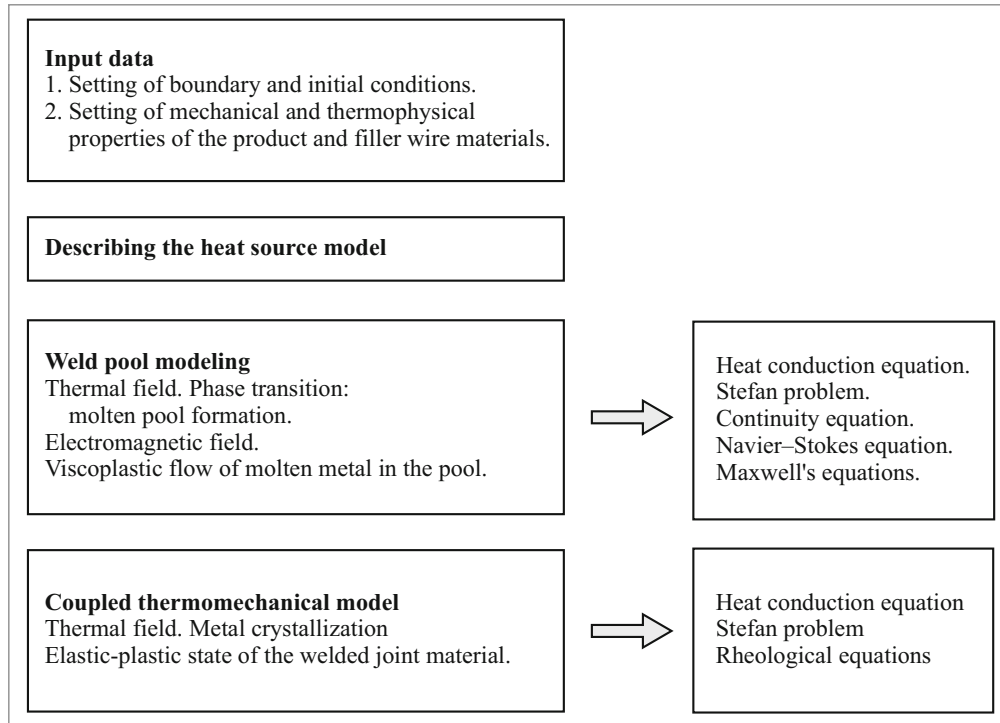 Input data
1. Setting of boundary and initial conditions.
2. Setting of mechanical and thermophysical
properties of the product and filler wire materials.
Describing the heat source model
Weld pool modeling
Thermal field. Phase transition:
molten pool formation.
Electromagnetic field.
Viscoplastic flow of molten metal in the pool.
Heat conduction equation.
Stefan problem.
Continuity equation.
Navier–Stokes equation.
Maxwell's equations.
Coupled thermomechanical model
Thermal field. Metal crystallization
Elastic-plastic state of the welded joint material.
Heat conduction equation
Stefan problem
Rheological equations